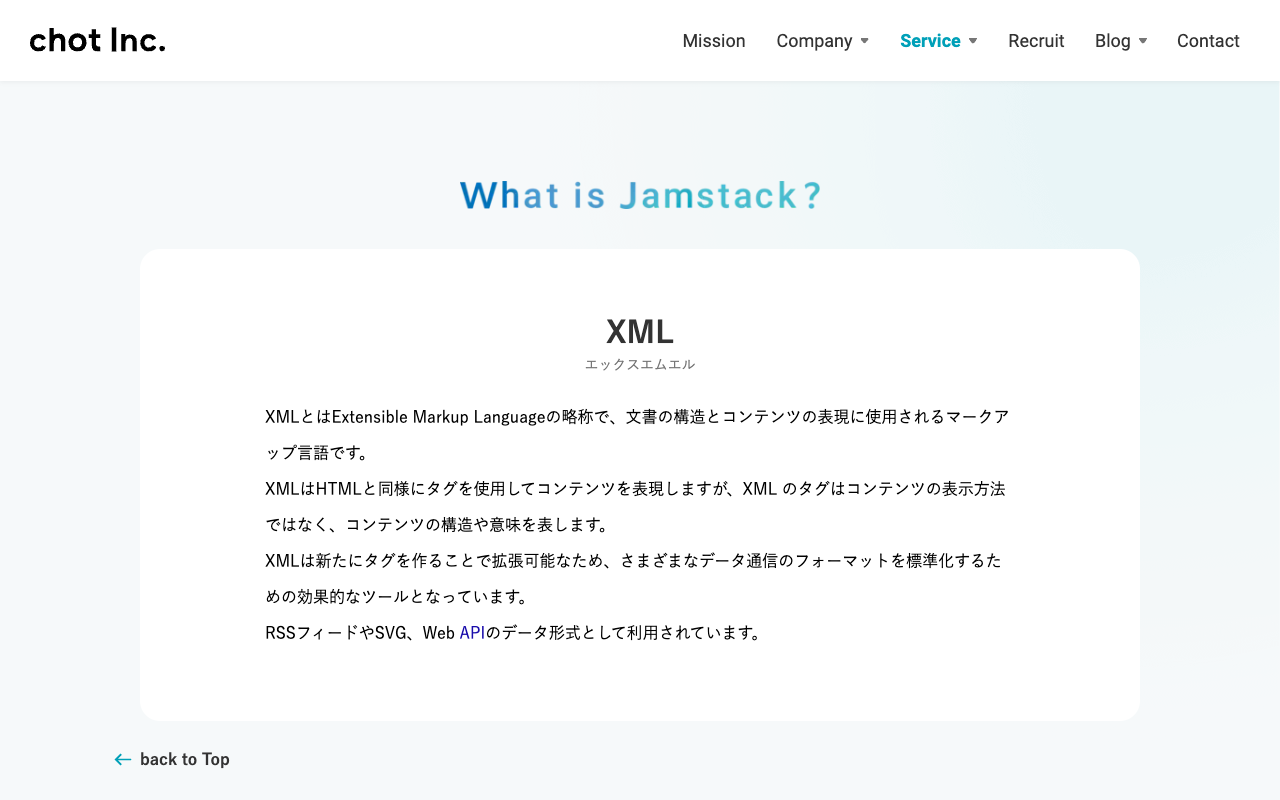 chot Inc.
Mission Company Service Recruit Blog Contact
What is Jamstack?
XML
エックスエムエル
XMLとはExtensible Markup Languageの略称で、文書の構造とコンテンツの表現に使用されるマークア
ップ言語です。
XMLはHTMLと同様にタグを使用してコンテンツを表現しますが、XML のタグはコンテンツの表示方法
ではなく、コンテンツの構造や意味を表します。
XMLは新たにタグを作ることで拡張可能なため、さまざまなデータ通信のフォーマットを標準化するた
めの効果的なツールとなっています。
RSSフィードやSVG、Web APIのデータ形式として利用されています。
back to Top